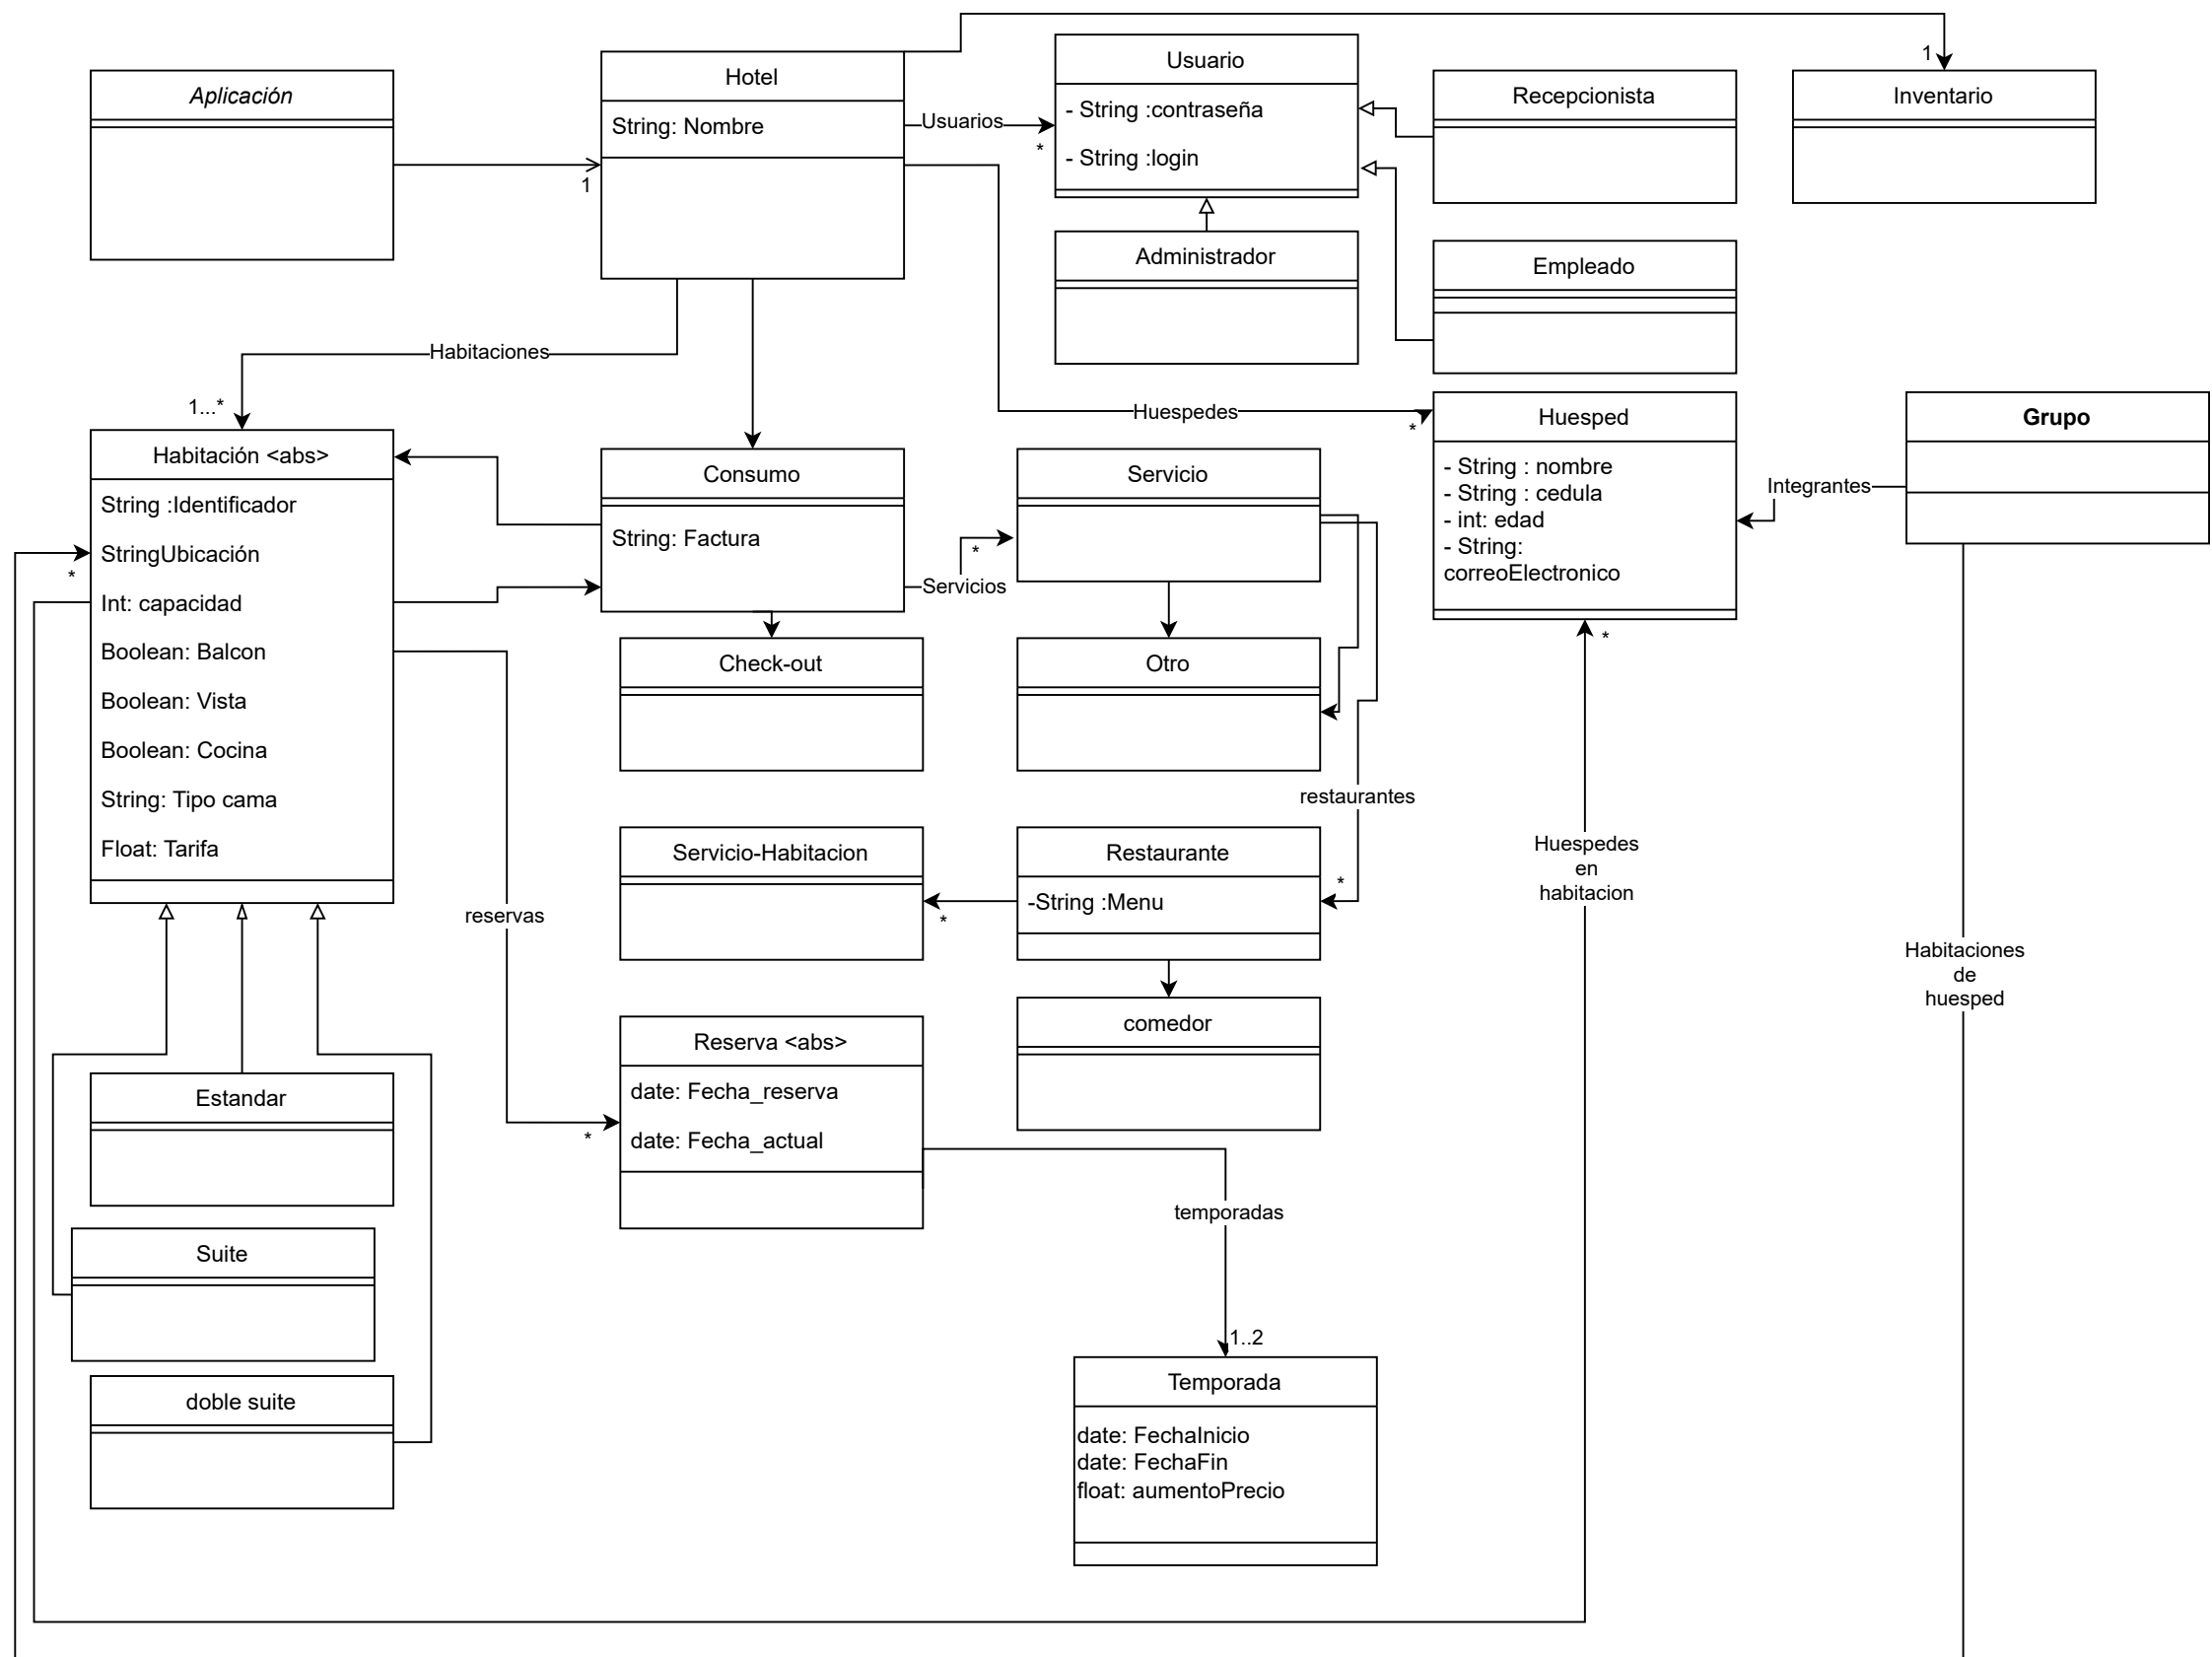 Aplicación
1
Hotel
String: Nombre
Usuarios
*
Usuario
- String :contraseña
- String :login
Recepcionista
1
Inventario
Administrador
Empleado
Habitaciones
1...*
Huespedes
*
Habitación <abs>
String :Identificador
StringUbicación
Int: capacidad
Boolean: Balcon
Boolean: Vista
Boolean: Cocina
String: Tipo cama
Float: Tarifa
*
Consumo
String: Factura
Servicios
*
Servicio
Huesped
- String : nombre
- String : cedula
- int: edad
- String:
correoElectronico
*
Integrantes
Grupo
Check-out
Otro
restaurantes
*
Servicio-Habitacion
*
Restaurante
-String :Menu
Huespedes
en
habitacion
Habitaciones
de
huesped
reservas
*
Reserva <abs>
date: Fecha_reserva
date: Fecha_actual
comedor
Estandar
Suite
doble suite
temporadas
1..2
Temporada
date: FechaInicio
date: FechaFin
float: aumentoPrecio